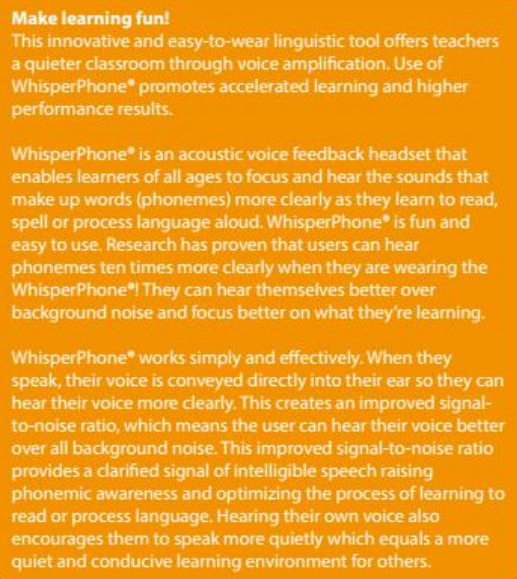 Make learning fun!
This innovative and easy-to-wear linguistic tool offers teachers
a quieter classroom through voice amplification. Use of
WhisperPhone® promotes accelerated learning and higher
performance results.

WhisperPhone® is an acoustic voice feedback headset that
enables learners of all ages to focus and hear the sounds that
make up words (phonemes) more clearly as they learn to read,
spell or process language aloud. WhisperPhone® is fun and
easy to use. Research has proven that users can hear
phonemes ten times more clearly when they are wearing the
WhisperPhone®! They can hear themselves better over
background noise and focus better on what they're learning.

WhisperPhone® works simply and effectively. When they
speak, their voice is conveyed directly into their ear so they can
hear their voice more clearly. This creates an improved signal-
to-noise ratio, which means the user can hear their voice better
over all background noise. This improved signal-to-noise ratio
provides a clarified signal of intelligible speech raising
phonemic awareness and optimizing the process of learning to
read or process language. Hearing their own voice also
encourages them to speak more quietly which equals a more
quiet and conducive learning environment for others.